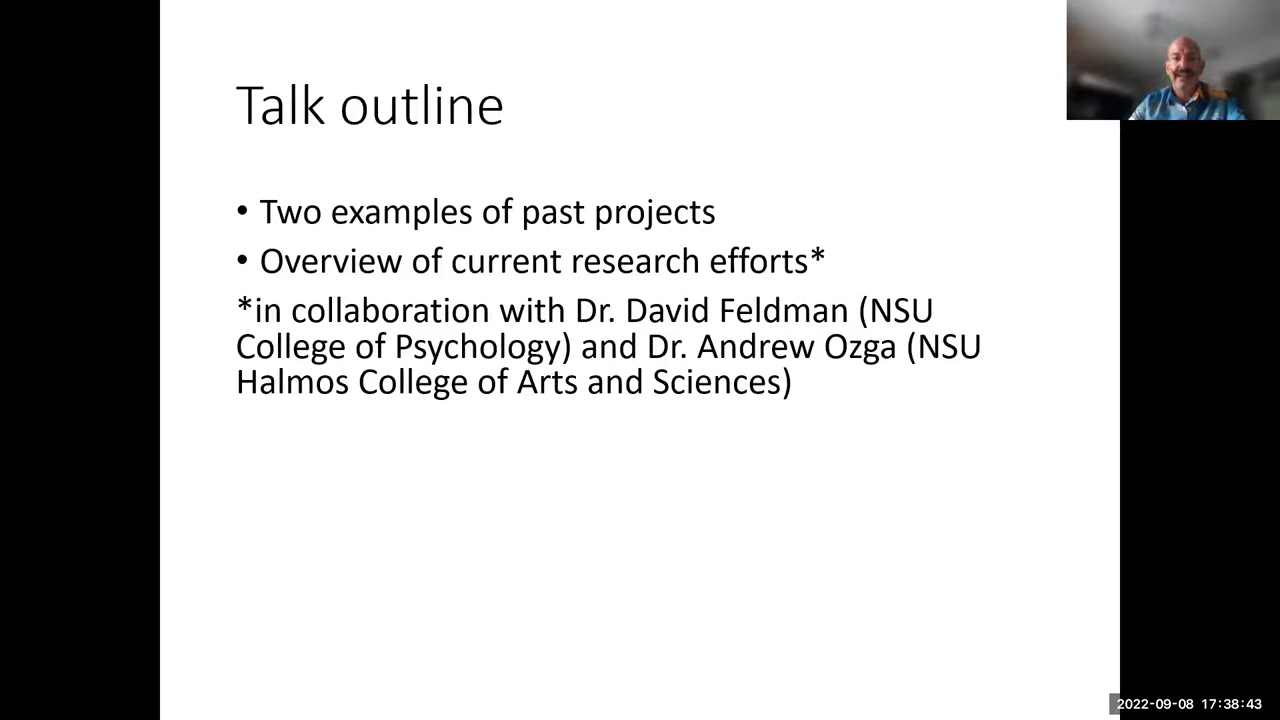 Talk outline
• Two examples of past projects
• Overview of current research efforts*
*in collaboration with Dr. David Feldman (NSU
College of Psychology) and Dr. Andrew Ozga (NSU
Halmos College of Arts and Sciences)
2022-09-08 17:38:43